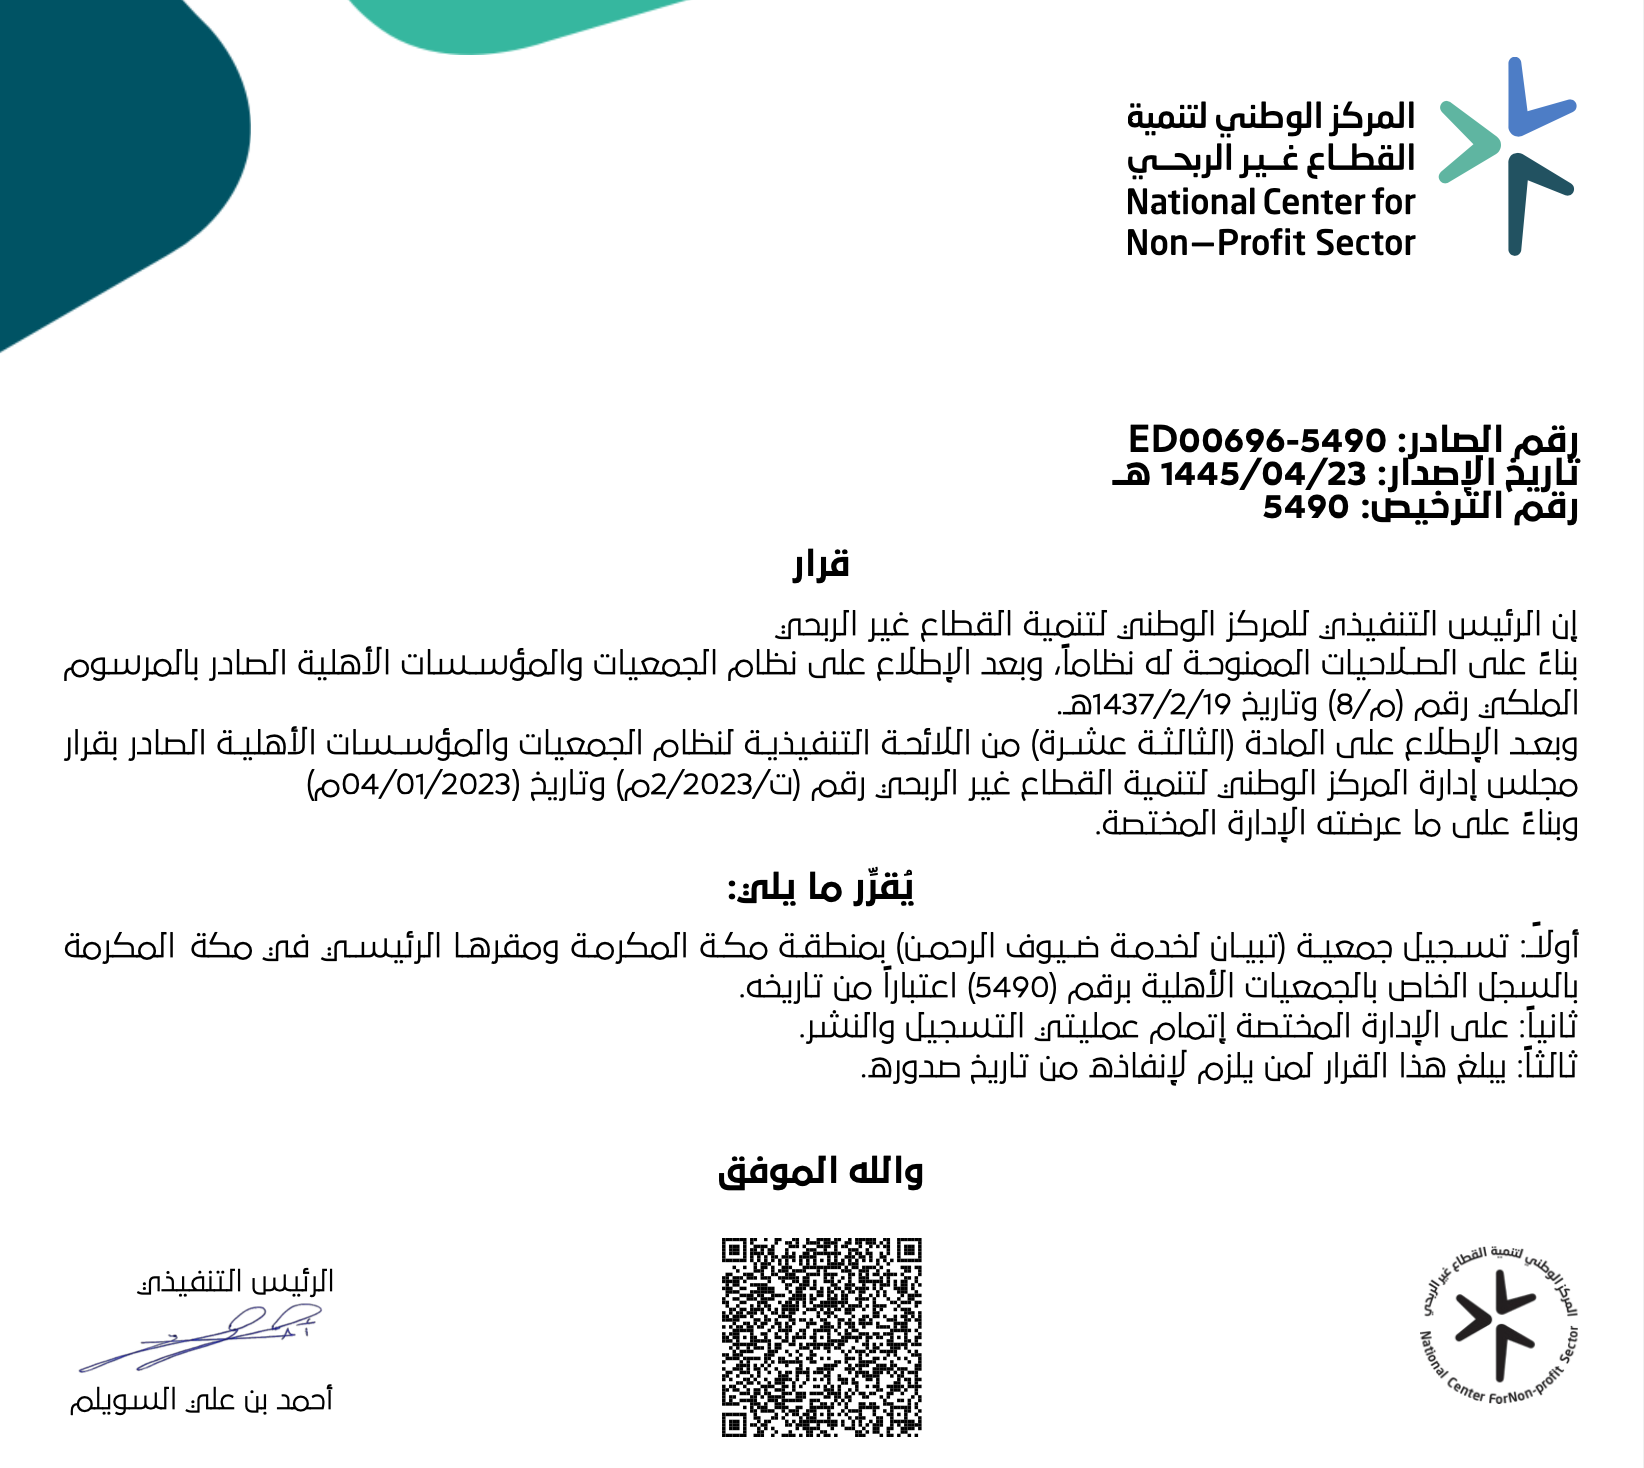 المركز الوطني لتنمية
القطاع غير الربحي
National Center for
Non–Profit Sector
رقم الصادر: ED00696-5490
تاريخ الإصدار: 1445/04/23 هـ
رقم الترخيص: 5490
قرار
إن الرئيس التنفيذي للمركز الوطني لتنمية القطاع غير الربحي
بناءً على الصلاحيات الممنوحة له نظاماً، وبعد الإطلاع على نظام الجمعيات والمؤسسات الأهلية الصادر بالمرسوم
الملكي رقم (م/8) وتاريخ 1437/2/19هـ.
وبعد الإطلاع على المادة (الثالثة عشرة) من اللائحة التنفيذية لنظام الجمعيات والمؤسسات الأهلية الصادر بقرار
مجلس إدارة المركز الوطني لتنمية القطاع غير الربحي رقم (ت/2/2023م) وتاريخ (04/01/2023م)
وبناءً على ما عرضته الإدارة المختصة.
يُقرِّر ما يلي:
أولاً: تسجيل جمعية (تبيان لخدمة ضيوف الرحمن) بمنطقة مكة المكرمة ومقرها الرئيسي في مكة المكرمة
بالسجل الخاص بالجمعيات الأهلية برقم (5490) اعتباراً من تاريخه.
ثانياً: على الإدارة المختصة إتمام عمليتي التسجيل والنشر.
ثالثاً: يبلغ هذا القرار لمن يلزم لإنفاذه من تاريخ صدوره.
والله الموفق
الرئيس التنفيذي
أحمد بن علي السويلم
المركز الوطني لتنمية القطاع غير الربحي
National Center ForNon-profit Sector